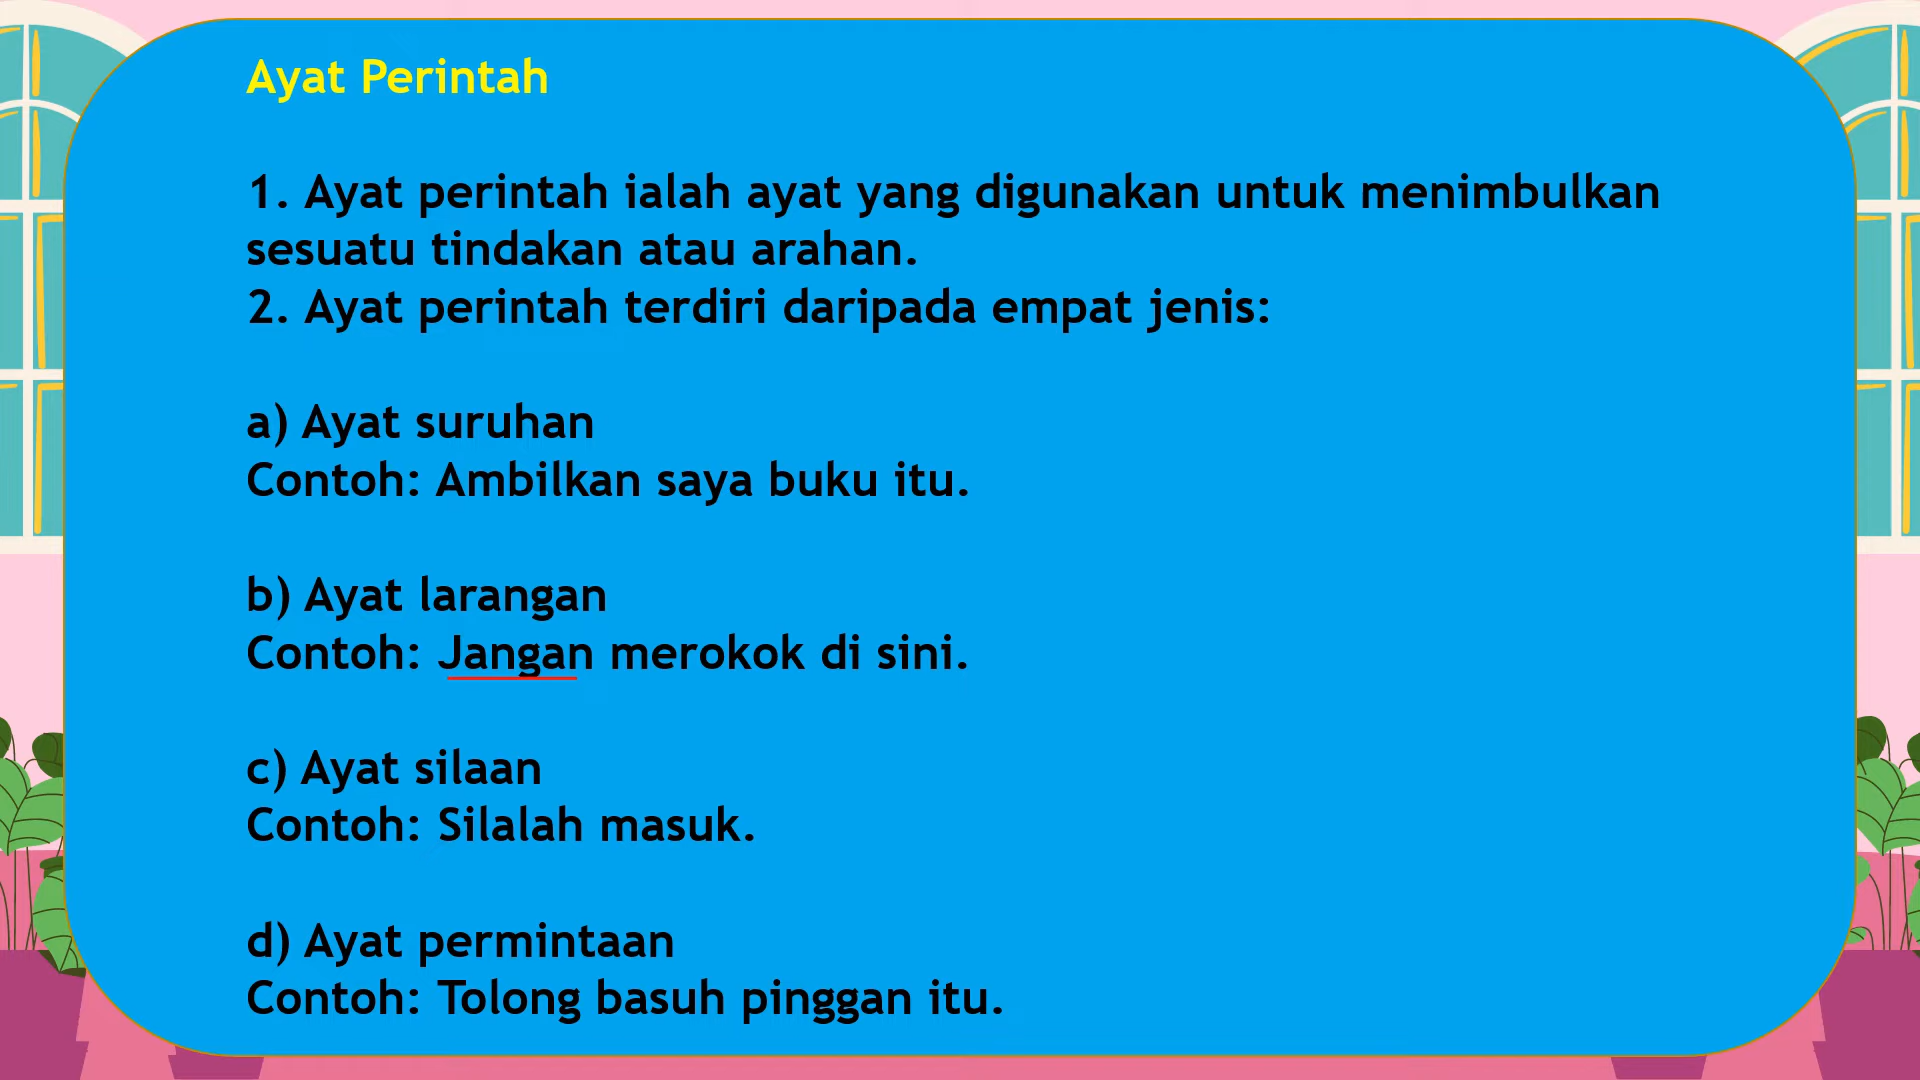 Ayat Perintah
1. Ayat perintah ialah ayat yang digunakan untuk menimbulkan
sesuatu tindakan atau arahan.
2. Ayat perintah terdiri daripada empat jenis:
a) Ayat suruhan
Contoh: Ambilkan saya buku itu.
b) Ayat larangan
Contoh: Jangan merokok di sini.
c) Ayat silaan
Contoh: Silalah masuk.
d) Ayat permintaan
Contoh: Tolong basuh pinggan itu.